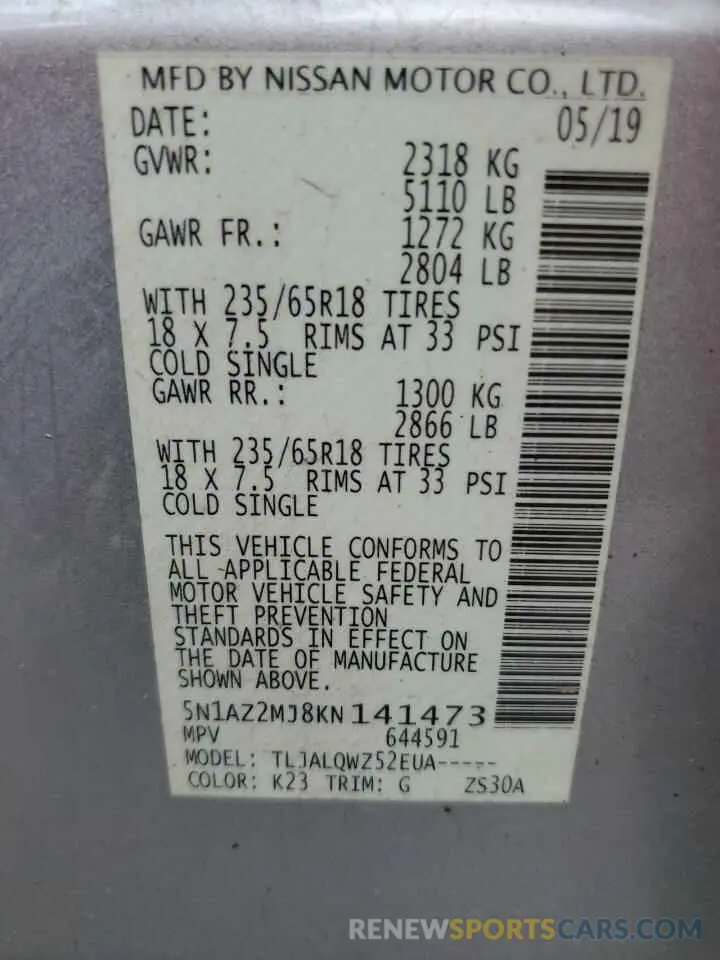 MFD BY NISSAN MOTOR CO., LTD.
DATE: 05/19
GVWR: 2318 KG
5110 LB
GAWR FR.: 1272 KG
2804 LB
WITH 235/65R18 TIRES
18 X 7.5 RIMS AT 33 PSI
COLD SINGLE
GAWR RR.: 1300 KG
2866 LB
WITH 235/65R18 TIRES
18 X 7.5 RIMS AT 33 PSI
COLD SINGLE
THIS VEHICLE CONFORMS TO
ALL APPLICABLE FEDERAL
MOTOR VEHICLE SAFETY AND
THEFT PREVENTION
STANDARDS IN EFFECT ON
THE DATE OF MANUFACTURE
SHOWN ABOVE.
5N1AZ2MJ8KN141473
MPV 644591
MODEL: TLJALQWZ52EUA-----
COLOR: K23 TRIM: G ZS30A
RENEWSPORTSCARS.COM